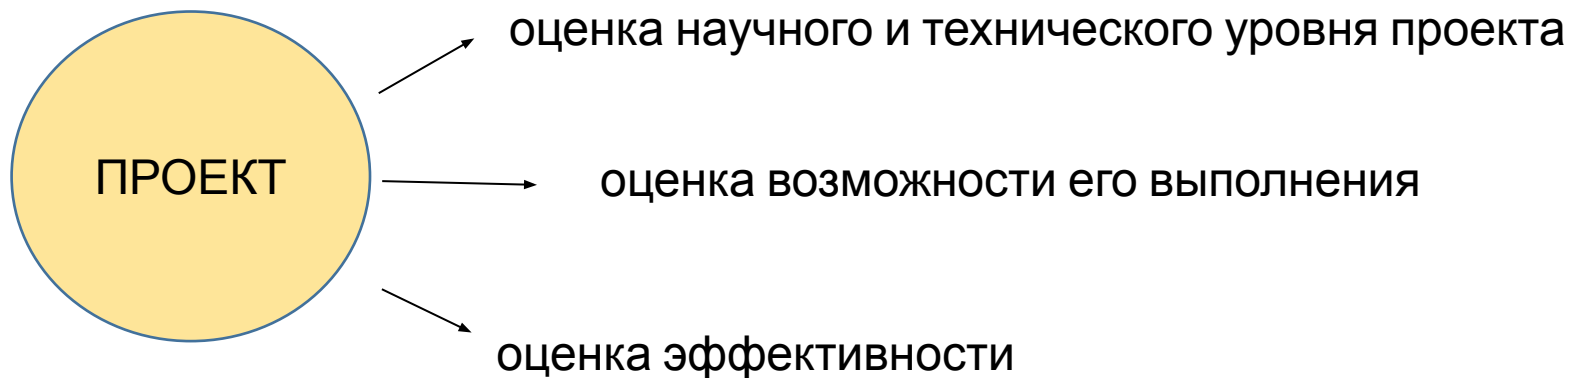 оценка научного и технического уровня проекта
ПРОЕКТ
оценка возможности его выполнения
оценка эффективности